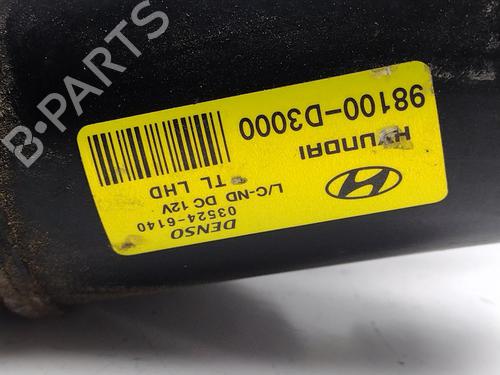 B-PARTS
98100-D3000
HYUNDAI
TL LHD
L/C-ND DC 12V
03524-6140
DENSO